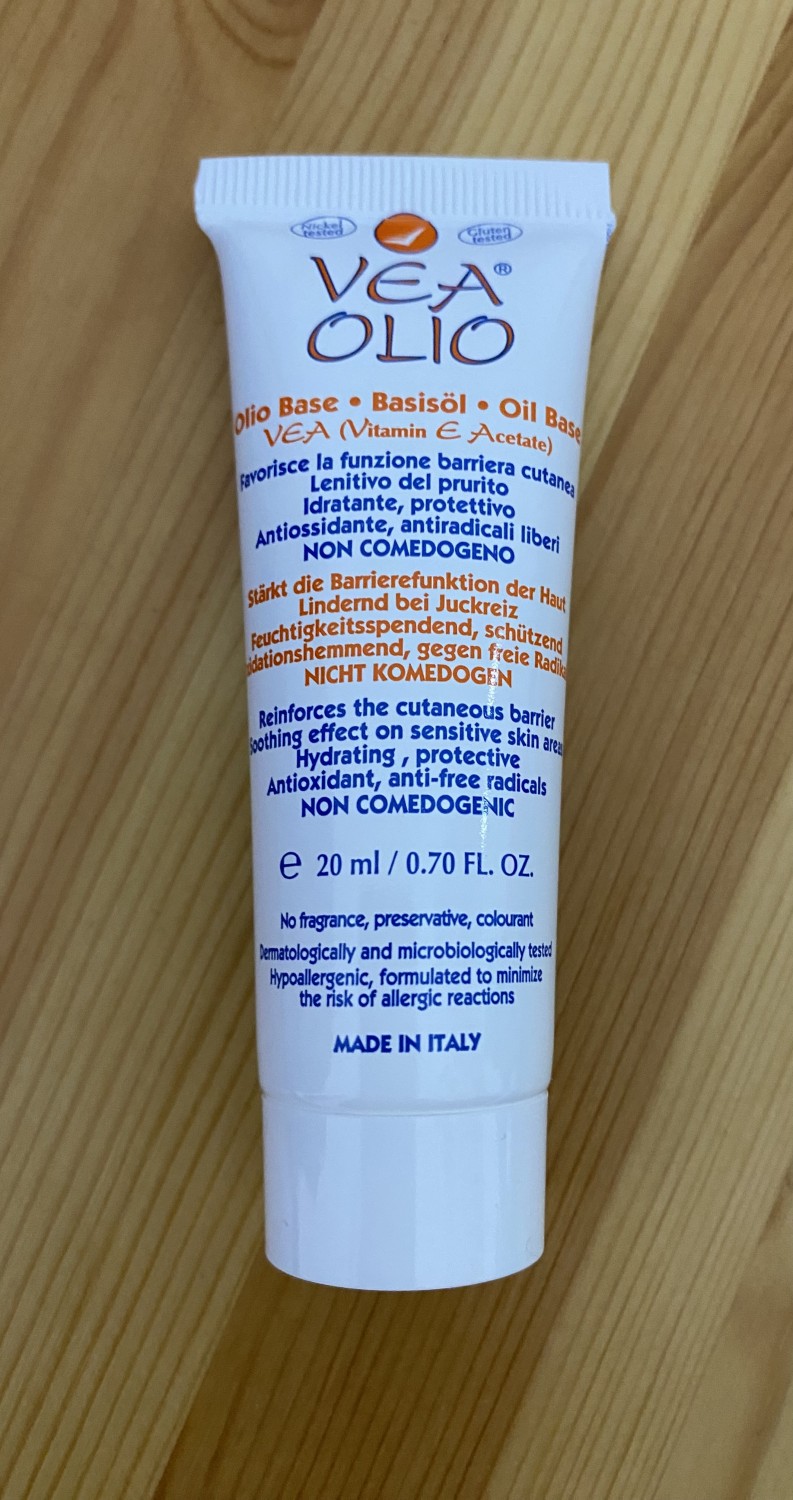 Nickel tested
Gluten tested
VEA®
OLIO
Olio Base • Basisöl • Oil Base
VEA (Vitamin E Acetate)
Favorisce la funzione barriera cutanea
Lenitivo del prurito
Idratante, protettivo
Antiossidante, antiradicali liberi
NON COMEDOGENO
Stärkt die Barrierefunktion der Haut
Lindernd bei Juckreiz
Feuchtigkeitsspendend, schützend
gegen freie
NICHT KOMEDOGEN
Reinforces the cutaneous barrier
Soothing effect on sensitive skin areas
Hydrating , protective
Antioxidant, anti-free radicals
NON COMEDOGENIC
e 20 ml / 0.70 FL. OZ.
No fragrance, preservative, colourant
Dermatologically and microbiologically tested
Hypoallergenic, formulated to minimize
the risk of allergic reactions
MADE IN ITALY